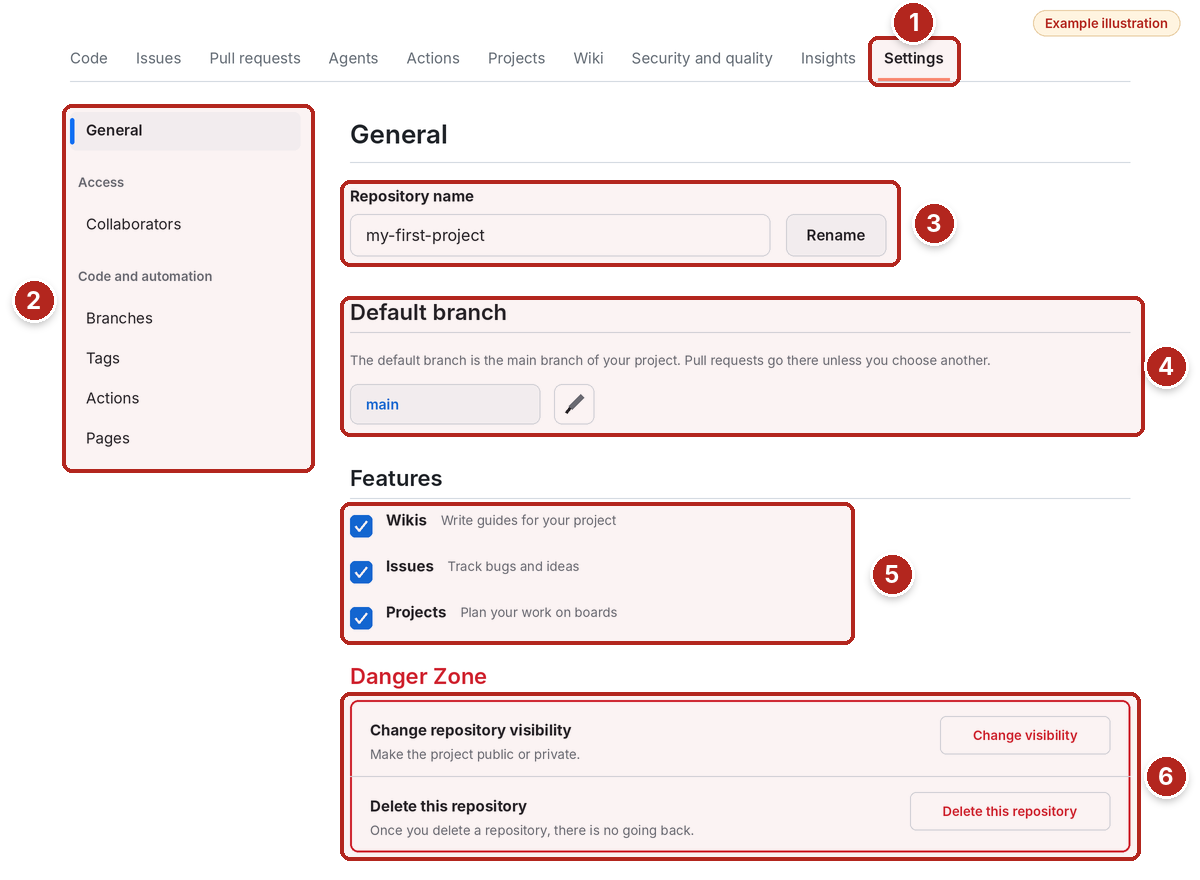 1
Example illustration
Code Issues Pull requests Agents Actions Projects Wiki Security and quality Insights Settings
2
General
Access
Collaborators
Code and automation
Branches
Tags
Actions
Pages
General
Repository name
my-first-project Rename
3
Default branch
The default branch is the main branch of your project. Pull requests go there unless you choose another.
main
4
Features
Wikis Write guides for your project
Issues Track bugs and ideas
Projects Plan your work on boards
5
Danger Zone
Change repository visibility
Make the project public or private.
Change visibility
Delete this repository
Once you delete a repository, there is no going back.
Delete this repository
6